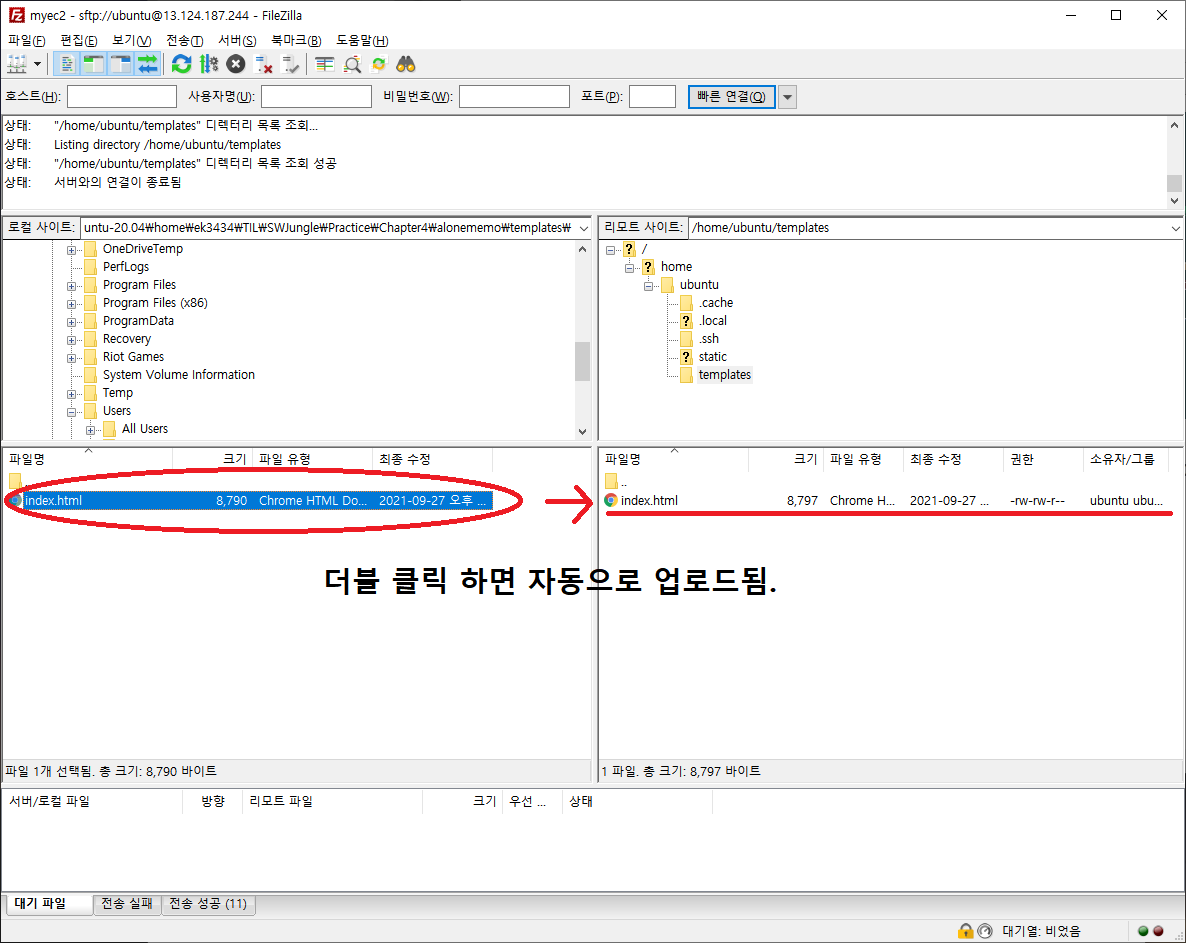 myec2 - sftp://ubuntu@13.124.187.244 - FileZilla
파일(F) 편집(E) 보기(V) 전송(T) 서버(S) 북마크(B) 도움말(H)
호스트(H): 사용자명(U): 비밀번호(W): 포트(P): 빠른 연결(Q)
상태: "/home/ubuntu/templates" 디렉터리 목록 조회...
상태: Listing directory /home/ubuntu/templates
상태: "/home/ubuntu/templates" 디렉터리 목록 조회 성공
상태: 서버와의 연결이 종료됨
로컬 사이트: untu-20.04₩home₩ek3434₩TIL₩SWJungle₩Practice₩Chapter4₩alonememo₩templates₩
OneDriveTemp
PerfLogs
Program Files
Program Files (x86)
ProgramData
Recovery
Riot Games
System Volume Information
Temp
Users
All Users
리모트 사이트: /home/ubuntu/templates
/
home
ubuntu
.cache
.local
.ssh
static
templates
파일명 크기 파일 유형 최종 수정
index.html 8,790 Chrome HTML Do... 2021-09-27 오후 ...
파일 1개 선택됨. 총 크기: 8,790 바이트
파일명 크기 파일 유형 최종 수정 권한 소유자/그룹
..
index.html 8,797 Chrome H... 2021-09-27 ... -rw-rw-r-- ubuntu ubu...
1 파일. 총 크기: 8,797 바이트
더블 클릭 하면 자동으로 업로드됨.
서버/로컬 파일 방향 리모트 파일 크기 우선 ... 상태
대기 파일 전송 실패 전송 성공 (11)
대기열: 비었음